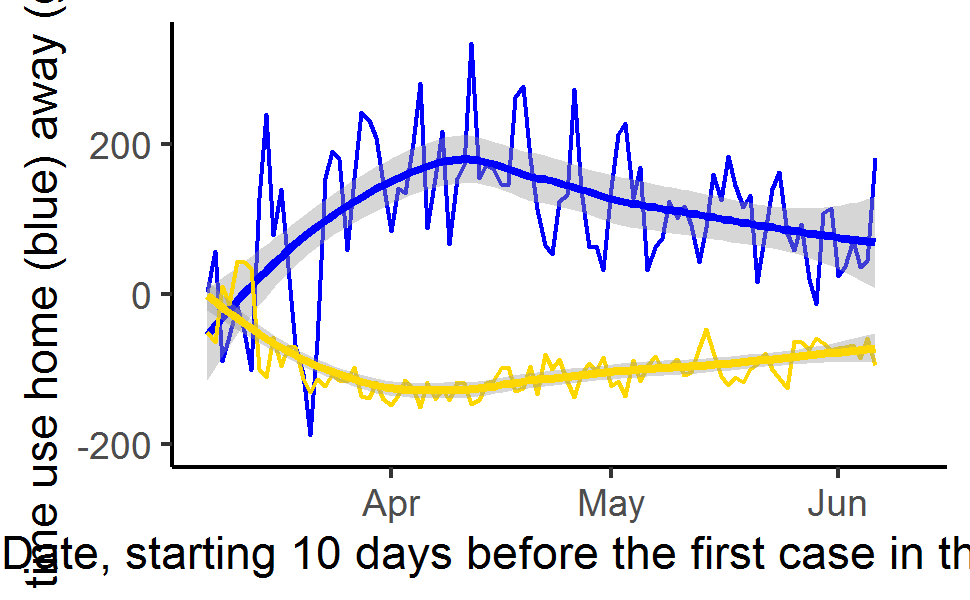 time use home (blue) away (
200
0
-200
Apr May Jun
Date, starting 10 days before the first case in th